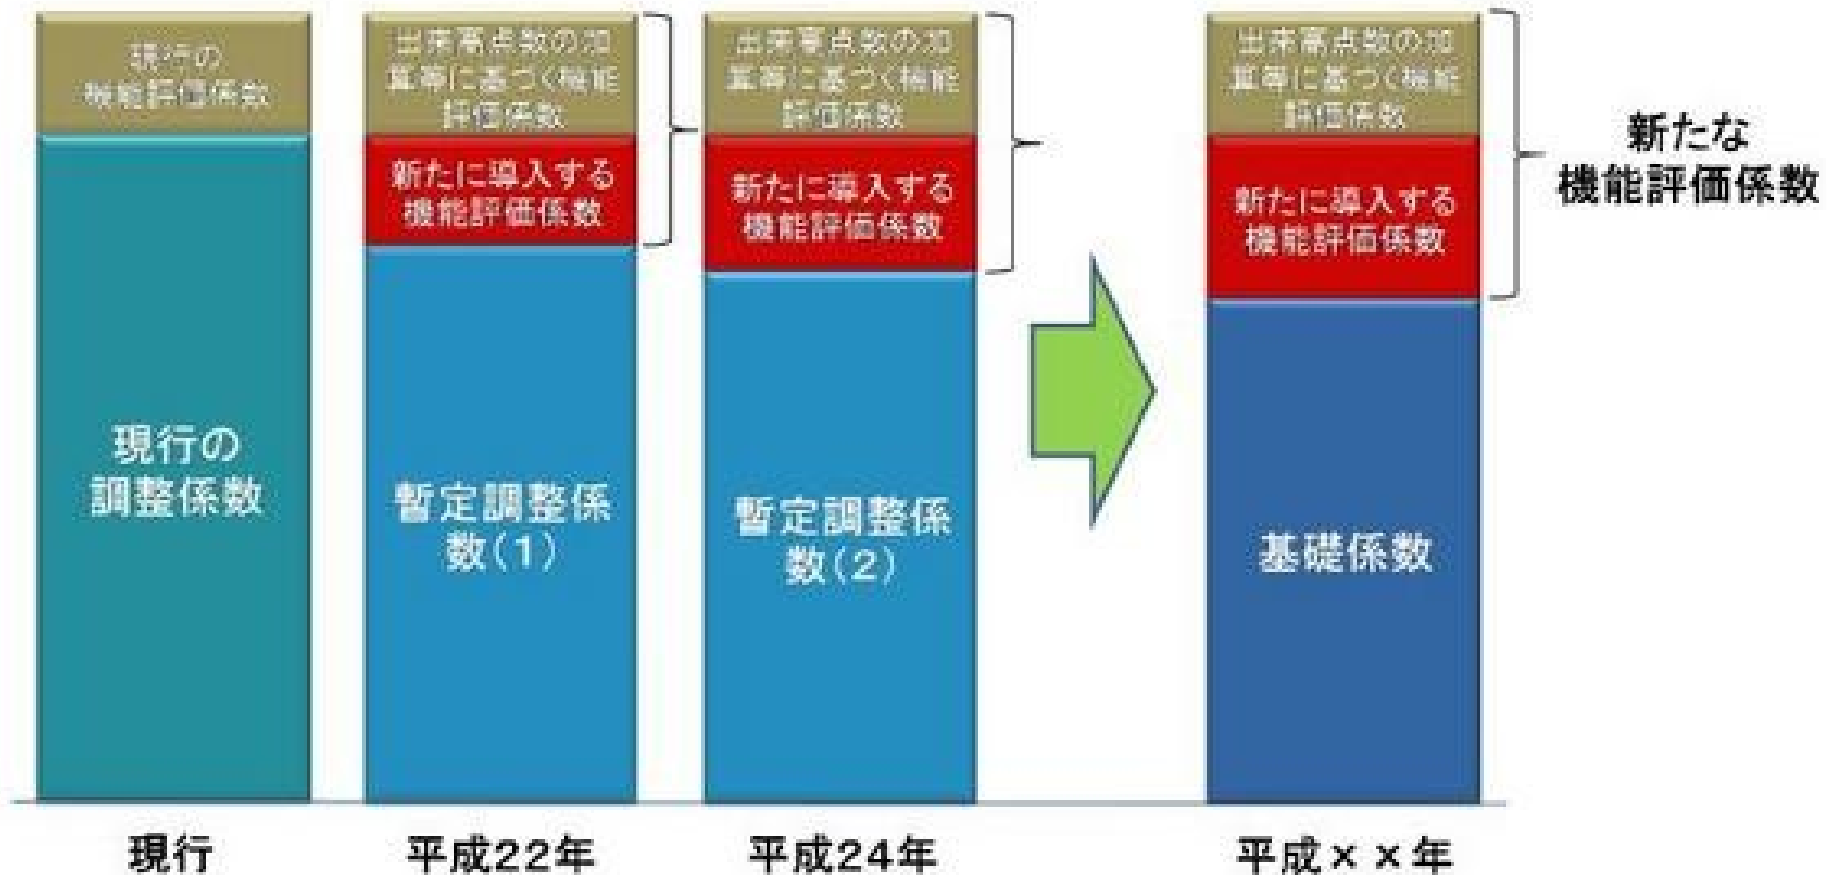 現行の
機能評価係数
現行の
調整係数
現行
出来高点数の加
算等に基づく機能
評価係数
新たに導入する
機能評価係数
暫定調整係
数(1)
平成22年
出来高点数の加
算等に基づく機能
評価係数
新たに導入する
機能評価係数
暫定調整係
数(2)
平成24年
出来高点数の加
算等に基づく機能
評価係数
新たに導入する
機能評価係数
基礎係数
平成××年
新たな
機能評価係数